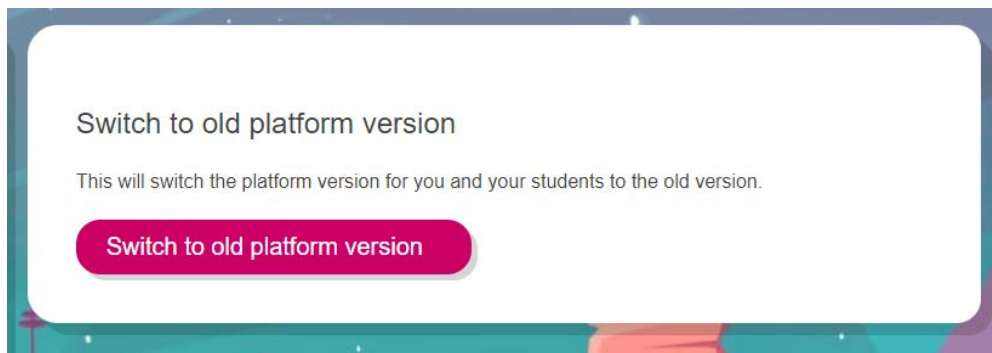 Switch to old platform version
This will switch the platform version for you and your students to the old version.
Switch to old platform version